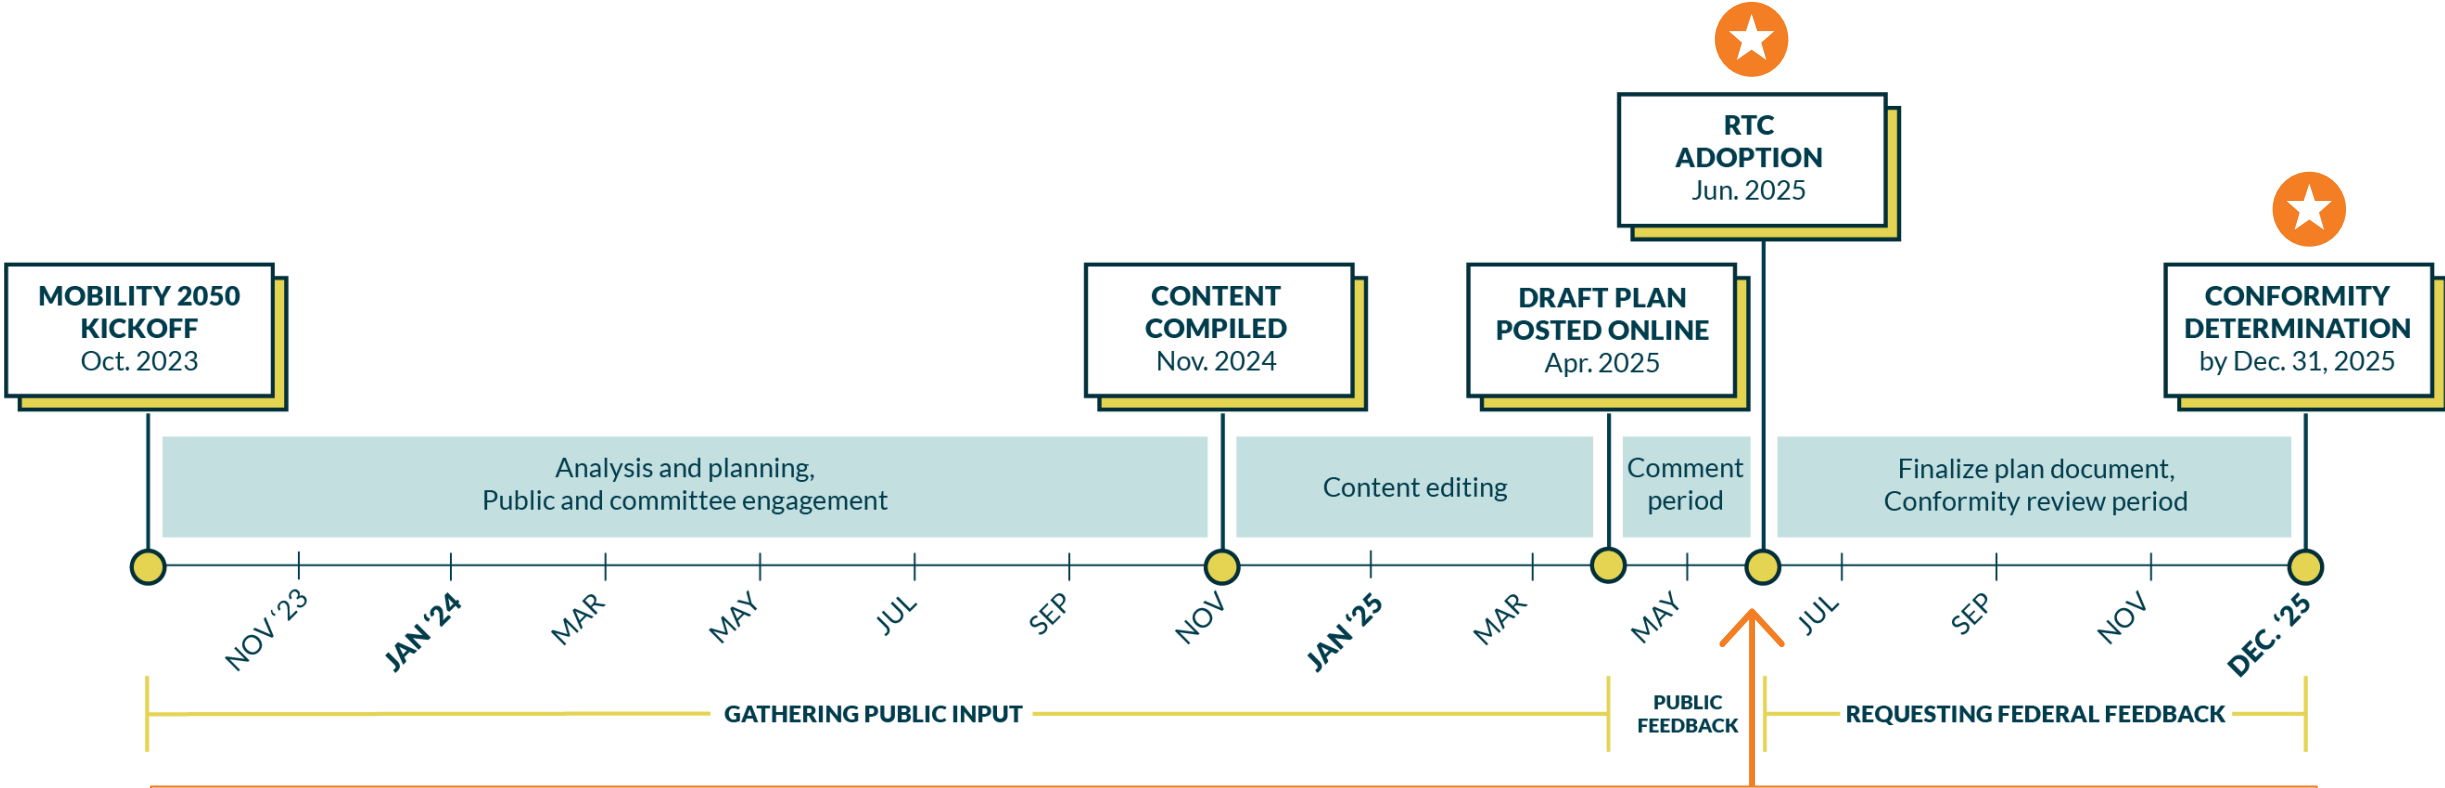 RTC
ADOPTION
Jun. 2025
MOBILITY 2050
KICKOFF
Oct. 2023
CONTENT
COMPILED
Nov. 2024
DRAFT PLAN
POSTED ONLINE
Apr. 2025
CONFORMITY
DETERMINATION
by Dec. 31, 2025
Analysis and planning,
Public and committee engagement
Content editing
Comment
period
Finalize plan document,
Conformity review period
NOV ‘23
JAN ‘24
MAR
MAY
JUL
SEP
NOV
JAN ‘25
MAR
MAY
JUL
SEP
NOV
DEC. ‘25
GATHERING PUBLIC INPUT
PUBLIC
FEEDBACK
REQUESTING FEDERAL FEEDBACK